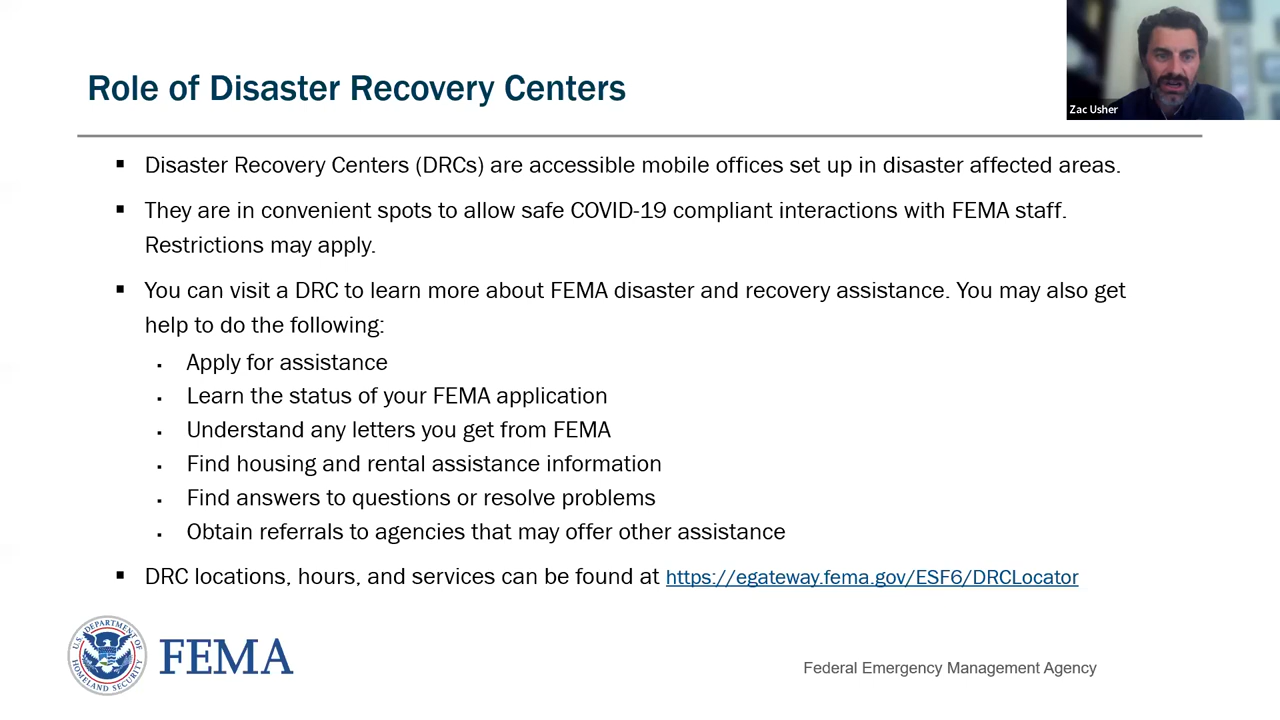 Role of Disaster Recovery Centers
Zac Usher
▪ Disaster Recovery Centers (DRCs) are accessible mobile offices set up in disaster affected areas.
▪ They are in convenient spots to allow safe COVID-19 compliant interactions with FEMA staff.
Restrictions may apply.
▪ You can visit a DRC to learn more about FEMA disaster and recovery assistance. You may also get
help to do the following:
▪ Apply for assistance
▪ Learn the status of your FEMA application
▪ Understand any letters you get from FEMA
▪ Find housing and rental assistance information
▪ Find answers to questions or resolve problems
▪ Obtain referrals to agencies that may offer other assistance
▪ DRC locations, hours, and services can be found at https://egateway.fema.gov/ESF6/DRCLocator
U.S. DEPARTMENT OF
HOMELAND SECURITY
FEMA
Federal Emergency Management Agency